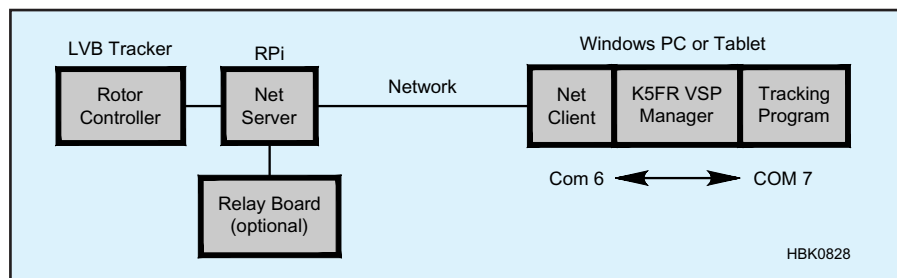 LVB Tracker
RPi
Windows PC or Tablet
Rotor
Controller
Net
Server
Network
Net
Client
K5FR VSP
Manager
Tracking
Program
Relay Board
(optional)
Com 6
COM 7
HBK0828